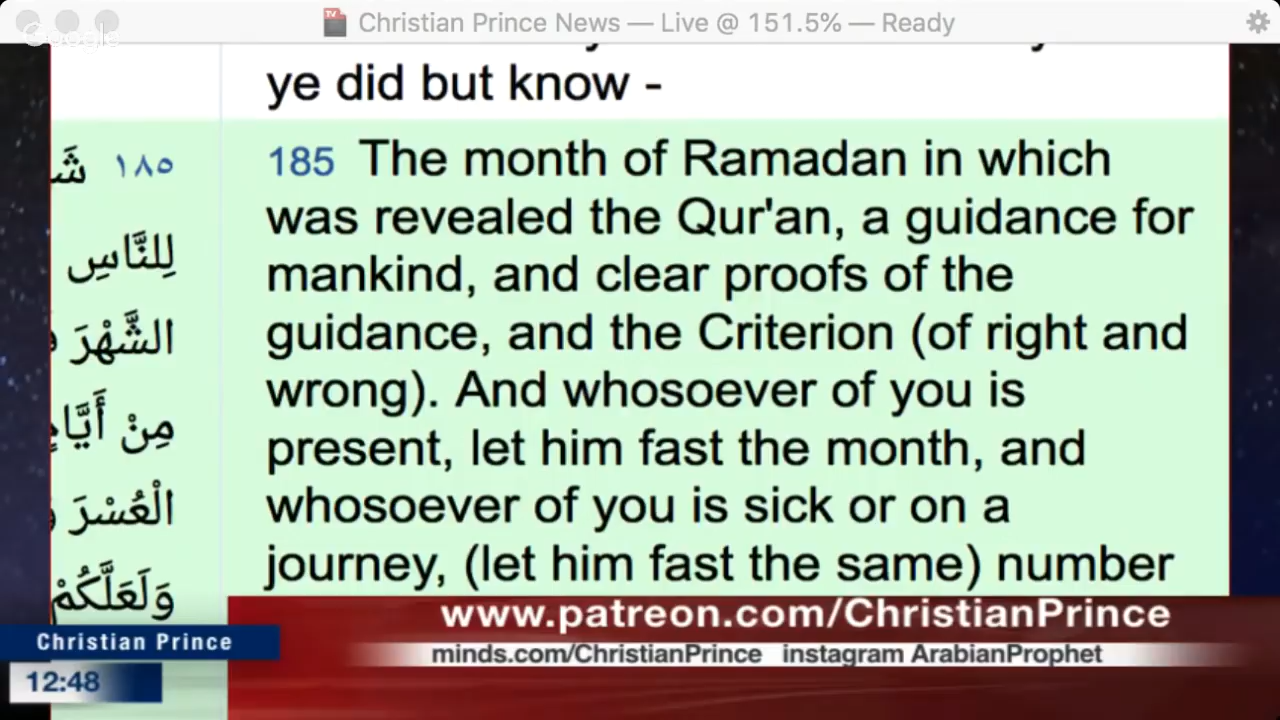 Christian Prince News — Live @ 151.5% — Ready
Google
ye did but know -
185 The month of Ramadan in which
was revealed the Qur'an, a guidance for
mankind, and clear proofs of the
guidance, and the Criterion (of right and
wrong). And whosoever of you is
present, let him fast the month, and
whosoever of you is sick or on a
journey, (let him fast the same) number
١٨٥
لِلنَّاسِ
الشَّهْرَ
مِنْ
الْعُسْرَ
وَلَعَلَّكُمْ
www.patreon.com/ChristianPrince
Christian Prince
minds.com/ChristianPrince instagram ArabianProphet
12:48